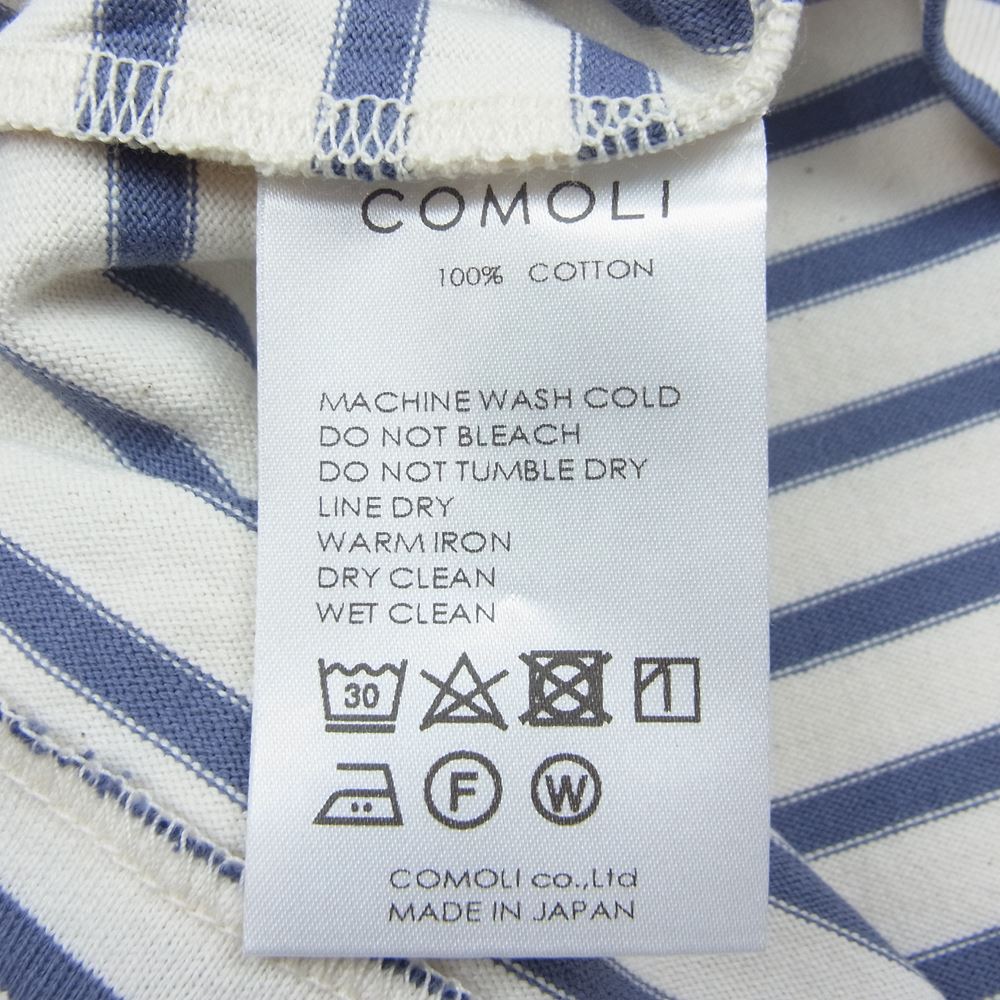 COMOLI
100% COTTON
MACHINE WASH COLD
DO NOT BLEACH
DO NOT TUMBLE DRY
LINE DRY
WARM IRON
DRY CLEAN
WET CLEAN
30
F W
COMOLI co.,Ltd
MADE IN JAPAN